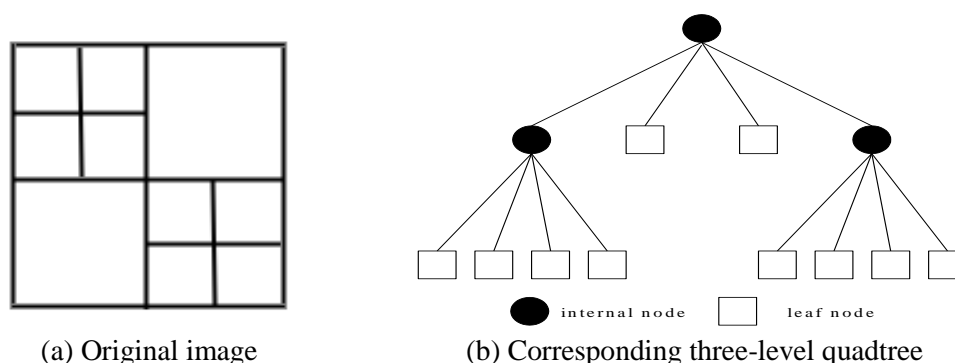 internal node leaf node
(a) Original image (b) Corresponding three-level quadtree